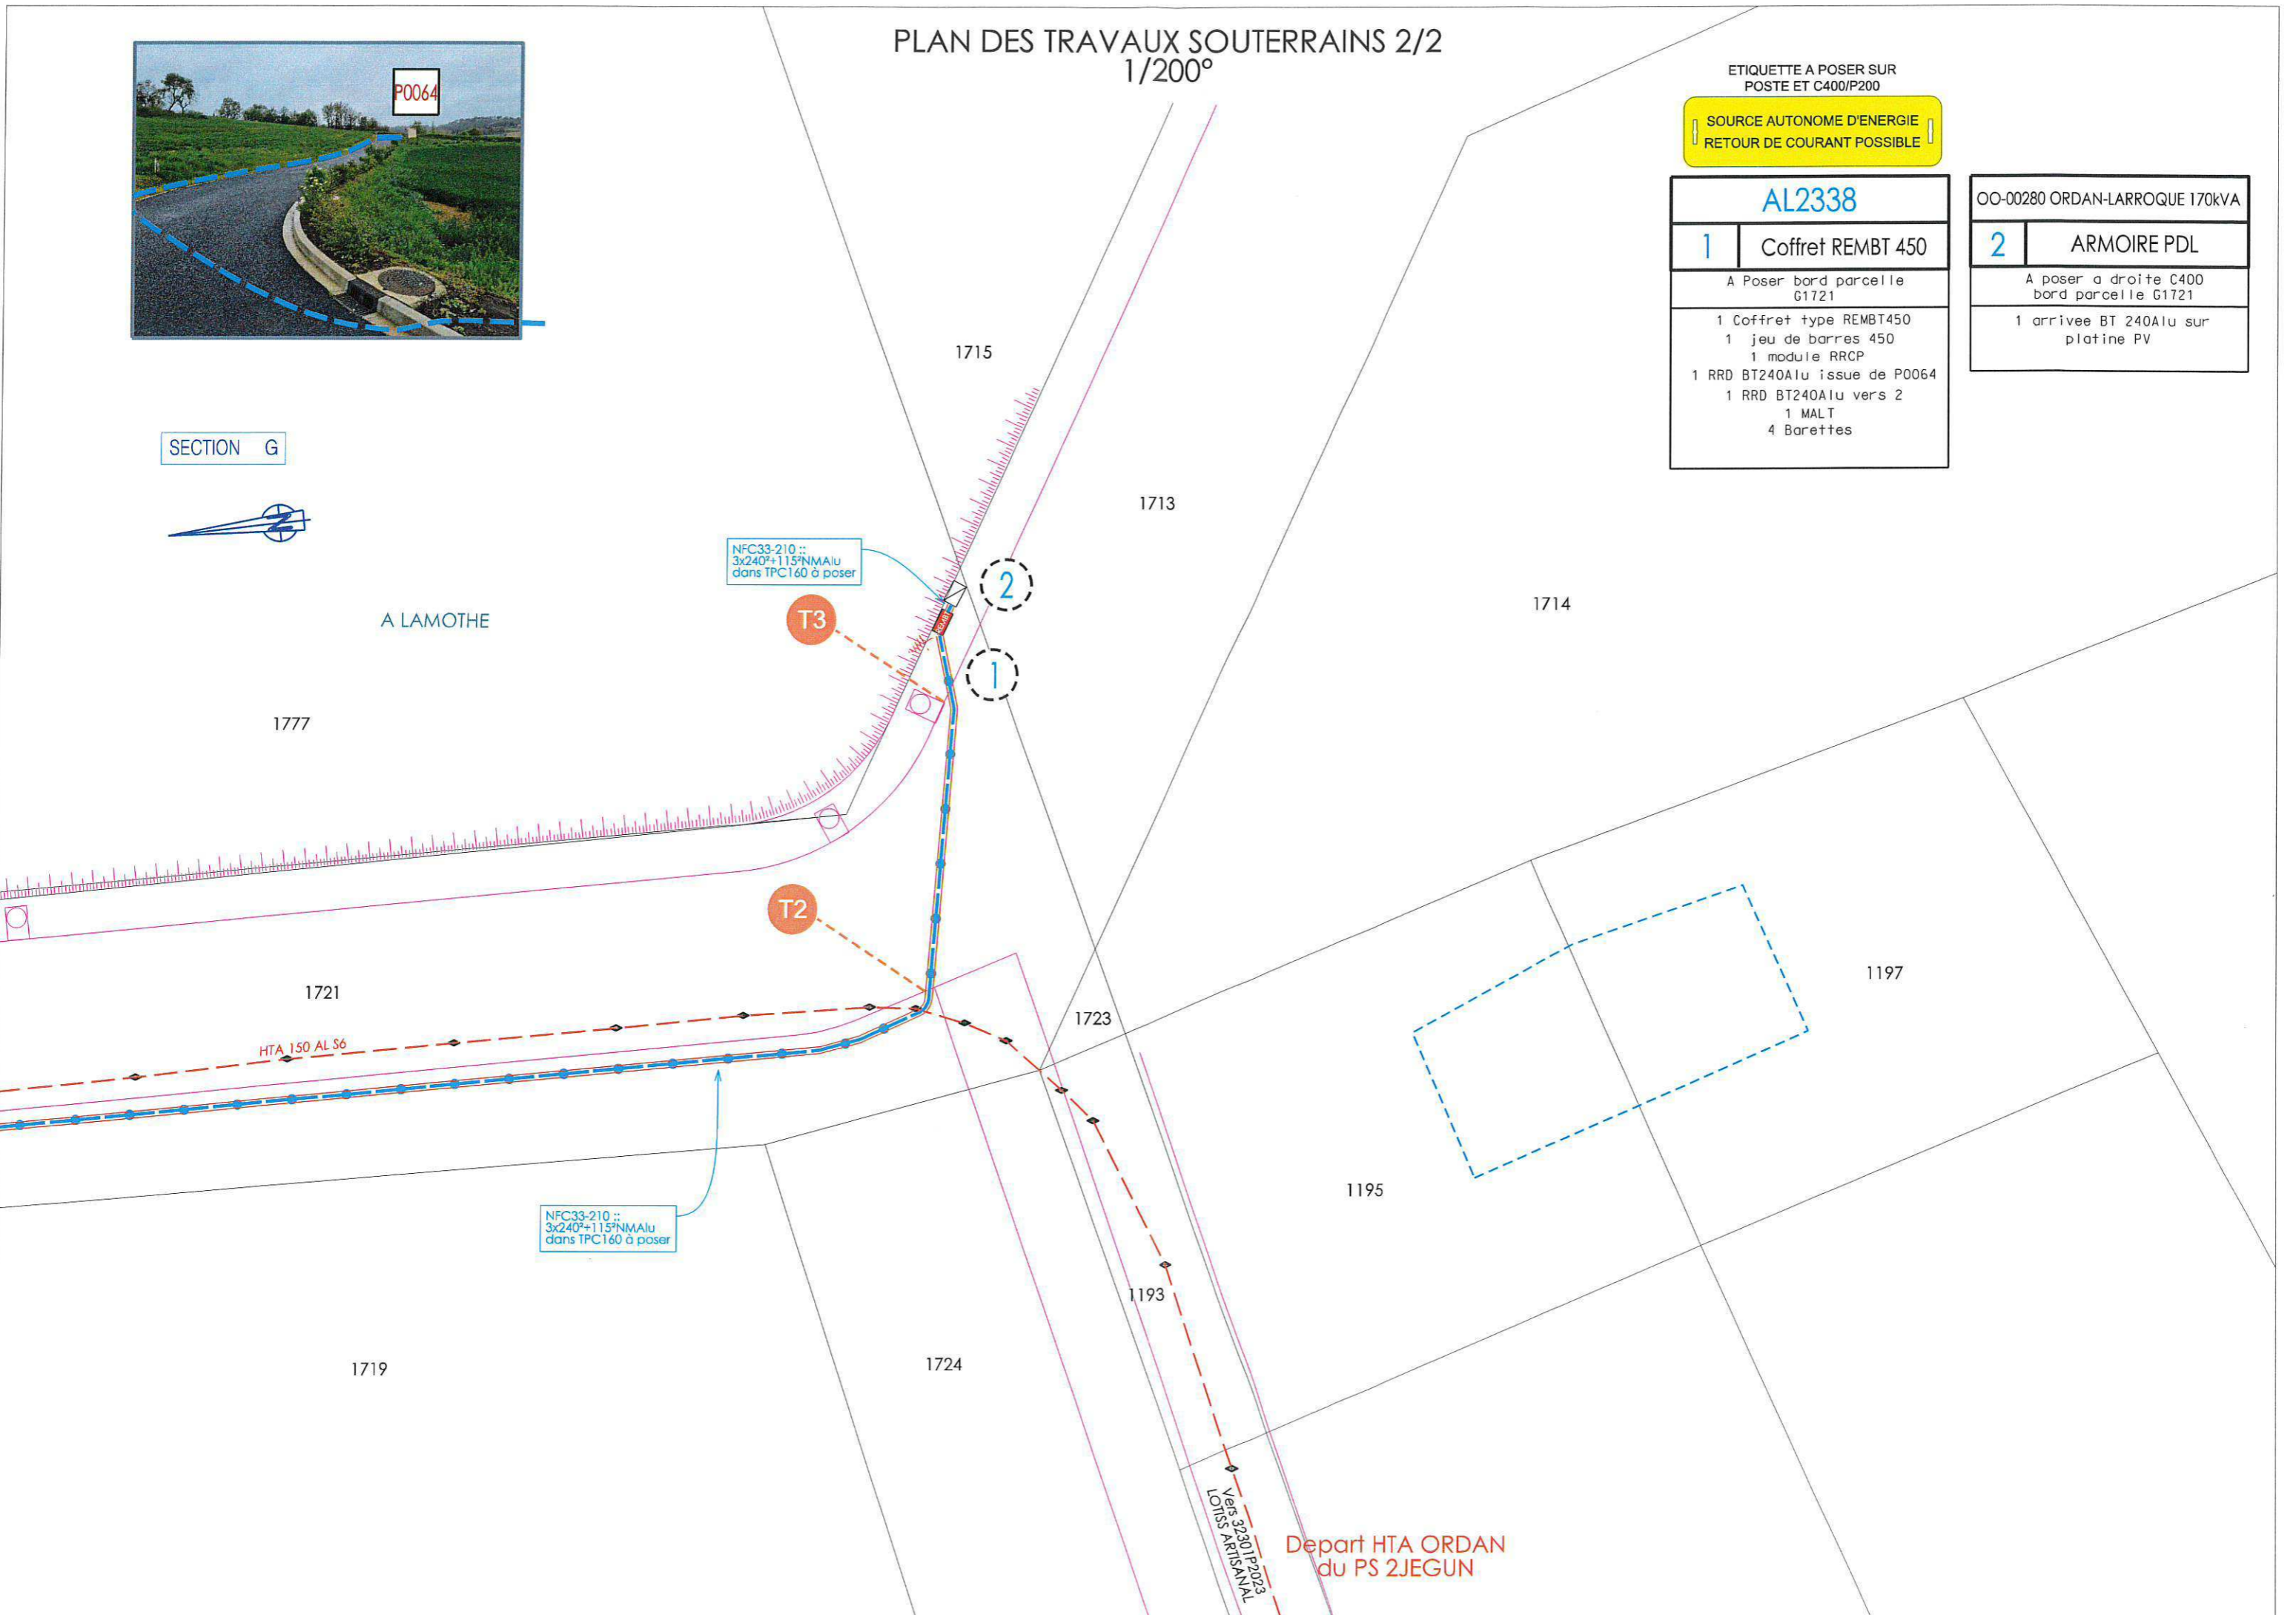 PLAN DES TRAVAUX SOUTERRAINS 2/2
1/200°
P0064
ETIQUETTE A POSER SUR
POSTE ET C400/P200
SOURCE AUTONOME D'ENERGIE
RETOUR DE COURANT POSSIBLE
AL2338
1 Coffret REMBT 450
A Poser bord parcelle
G1721
1 Coffret type REMBT450
1 jeu de barres 450
1 module RRCP
1 RRD BT240Alu issue de P0064
1 RRD BT240Alu vers 2
1 MALT
4 Barettes
OO-00280 ORDAN-LARROQUE 170kVA
2 ARMOIRE PDL
A poser a droite C400
bord parcelle G1721
1 arrivee BT 240Alu sur
platine PV
SECTION G
N
1715
1713
NFC33-210 ::
3x240²+115²NMAlu
dans TPC160 à poser
2
REMBT
T3
1
1714
A LAMOTHE
1777
T2
1721
HTA 150 AL S6
1723
1197
1195
NFC33-210 ::
3x240²+115²NMAlu
dans TPC160 à poser
1193
1719
1724
Vers 32301P2023
LOTISS ARTISANAL
Depart HTA ORDAN
du PS 2JEGUN